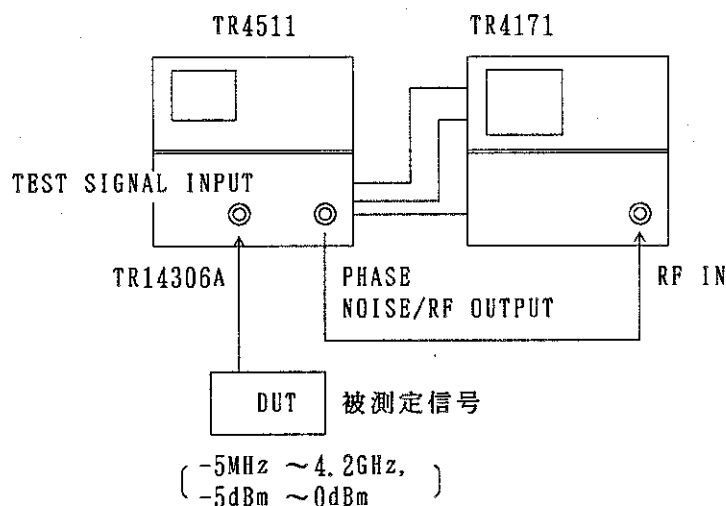 TR4511
TR4171
TEST SIGNAL INPUT
TR14306A
PHASE
NOISE/RF OUTPUT
RF IN
DUT
被測定信号
-5MHz ～4.2GHz,
-5dBm ～0dBm